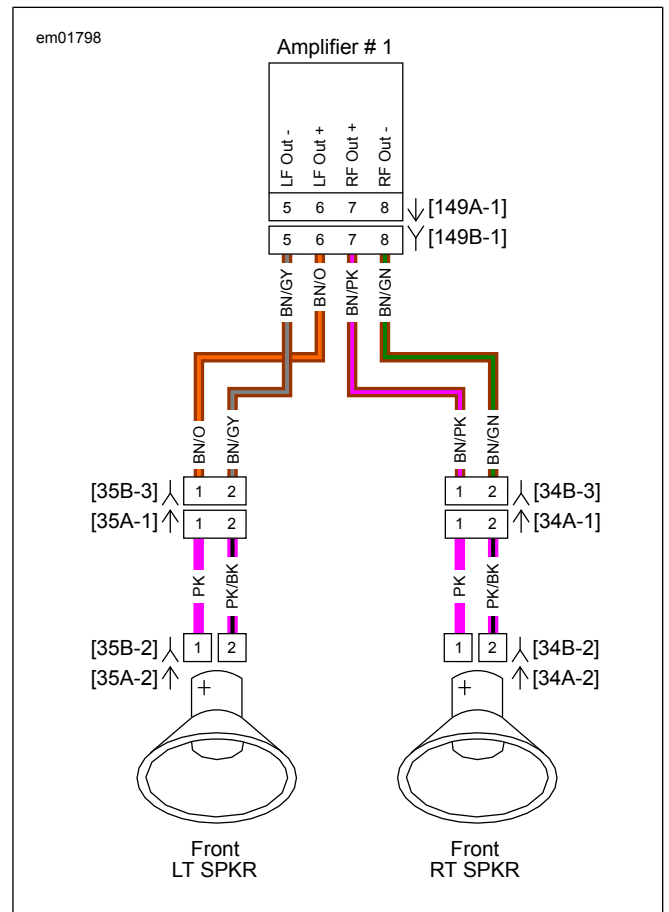 em01798
Amplifier # 1
LF Out -
LF Out +
RF Out +
RF Out -
5 6 7 8 [149A-1]
5 6 7 8 [149B-1]
BN/GY
BN/O
BN/PK
BN/GN
BN/O
BN/GY
BN/PK
BN/GN
[35B-3] 1 2
1 2 [34B-3]
[35A-1] 1 2
1 2 [34A-1]
PK
PK/BK
PK
PK/BK
[35B-2] 1 2
1 2 [34B-2]
[35A-2]
[34A-2]
+
+
Front
LT SPKR
Front
RT SPKR